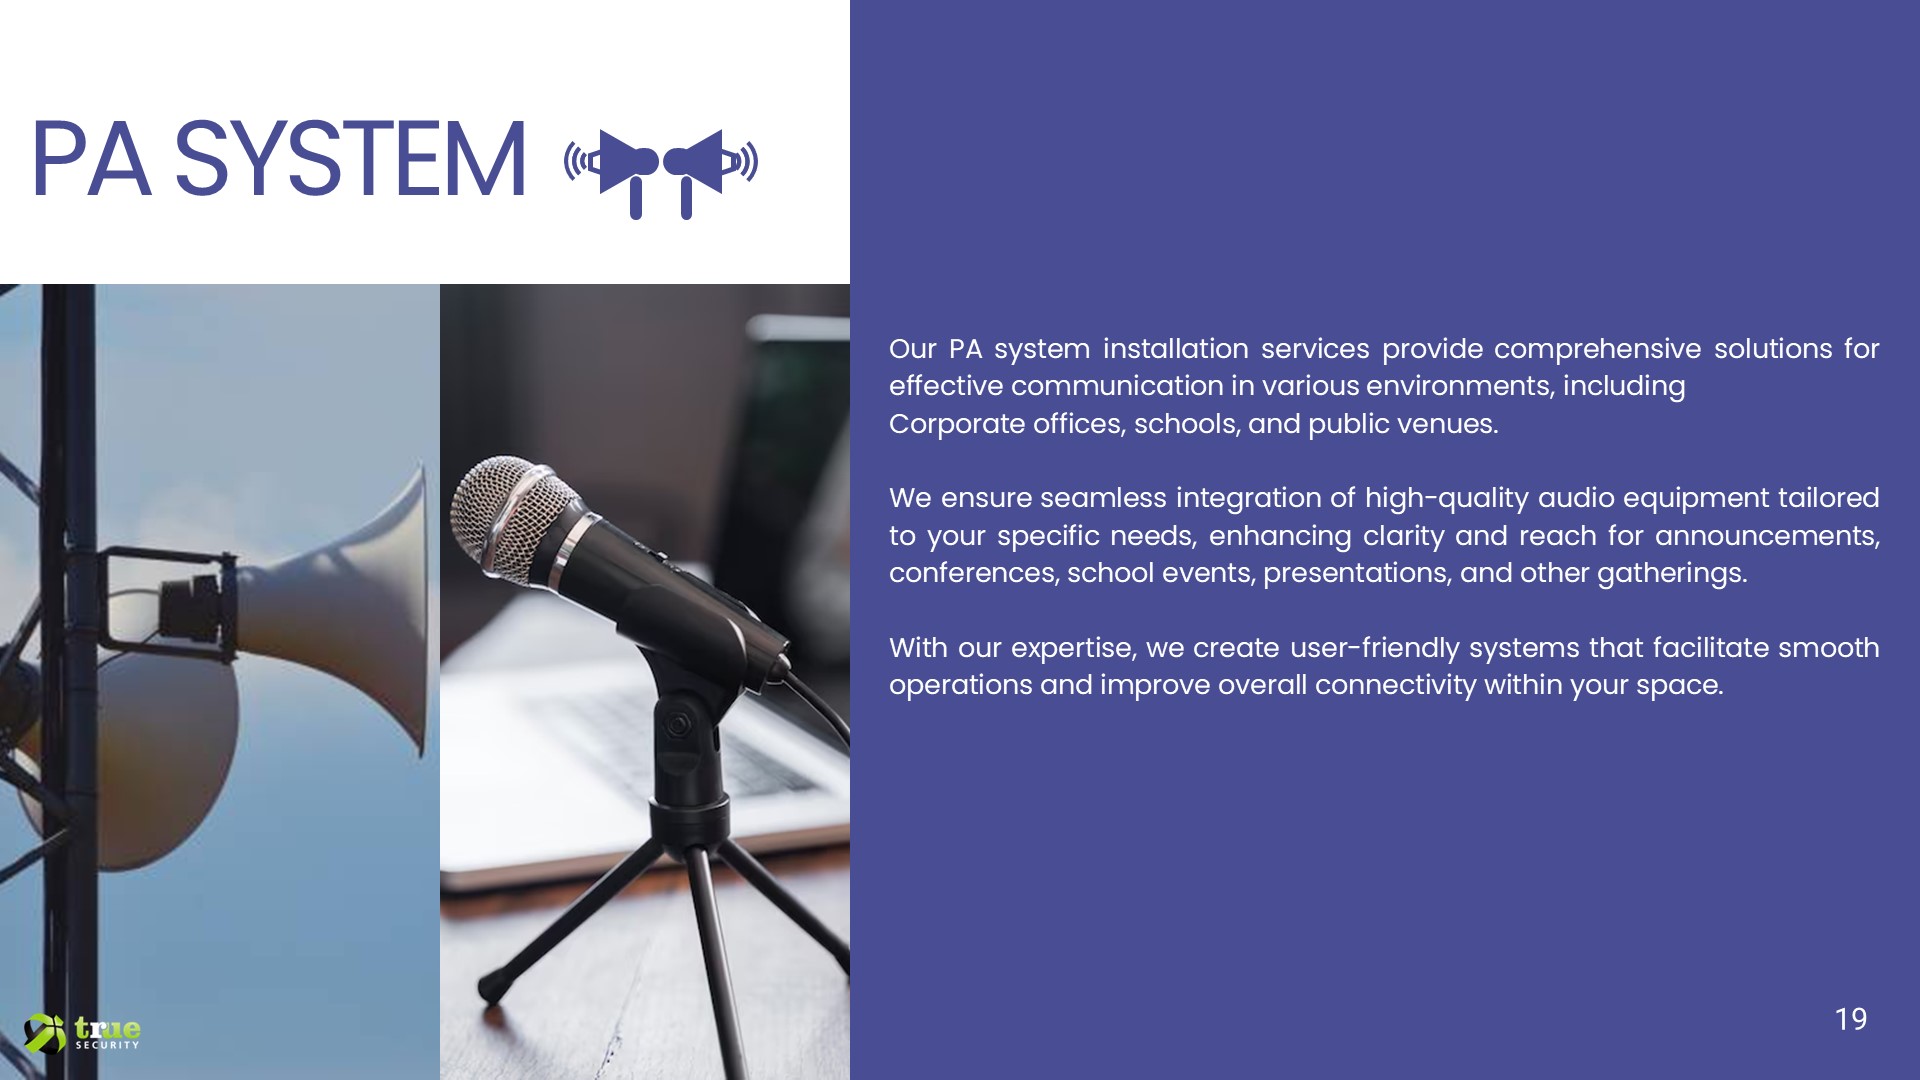 PA SYSTEM
Our PA system installation services provide comprehensive solutions for
effective communication in various environments, including
Corporate offices, schools, and public venues.
We ensure seamless integration of high-quality audio equipment tailored
to your specific needs, enhancing clarity and reach for announcements,
conferences, school events, presentations, and other gatherings.
With our expertise, we create user-friendly systems that facilitate smooth
operations and improve overall connectivity within your space.
true
SECURITY
19